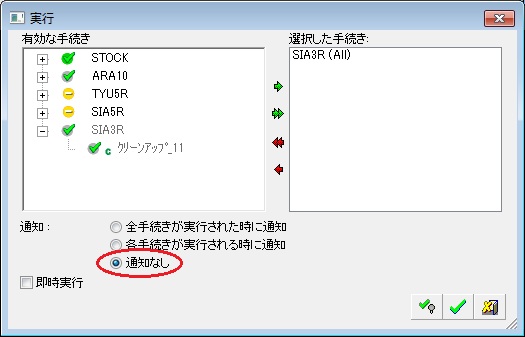 実行
有効な手続き
選択した手続き:
STOCK
ARA10
TYU5R
SIA5R
SIA3R
c ｸﾘｰﾝｱｯﾌﾟ_11
SIA3R (All)
通知 :
全手続きが実行された時に通知
各手続きが実行される時に通知
通知なし
即時実行